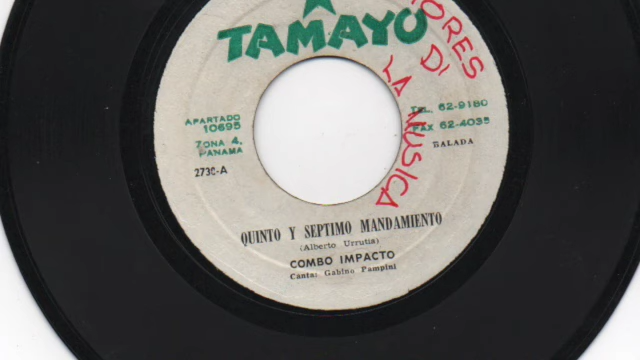 TAMAYO
DI
LA MUSICA
APARTADO
10695
ZONA 4,
PANAMA
2730-A
TEL. 62-9180
FAX 62-4035
BALADA
QUINTO Y SEPTIMO MANDAMIENTO
(Alberto Urrutia)
COMBO IMPACTO
Canta: Gabino Pampini